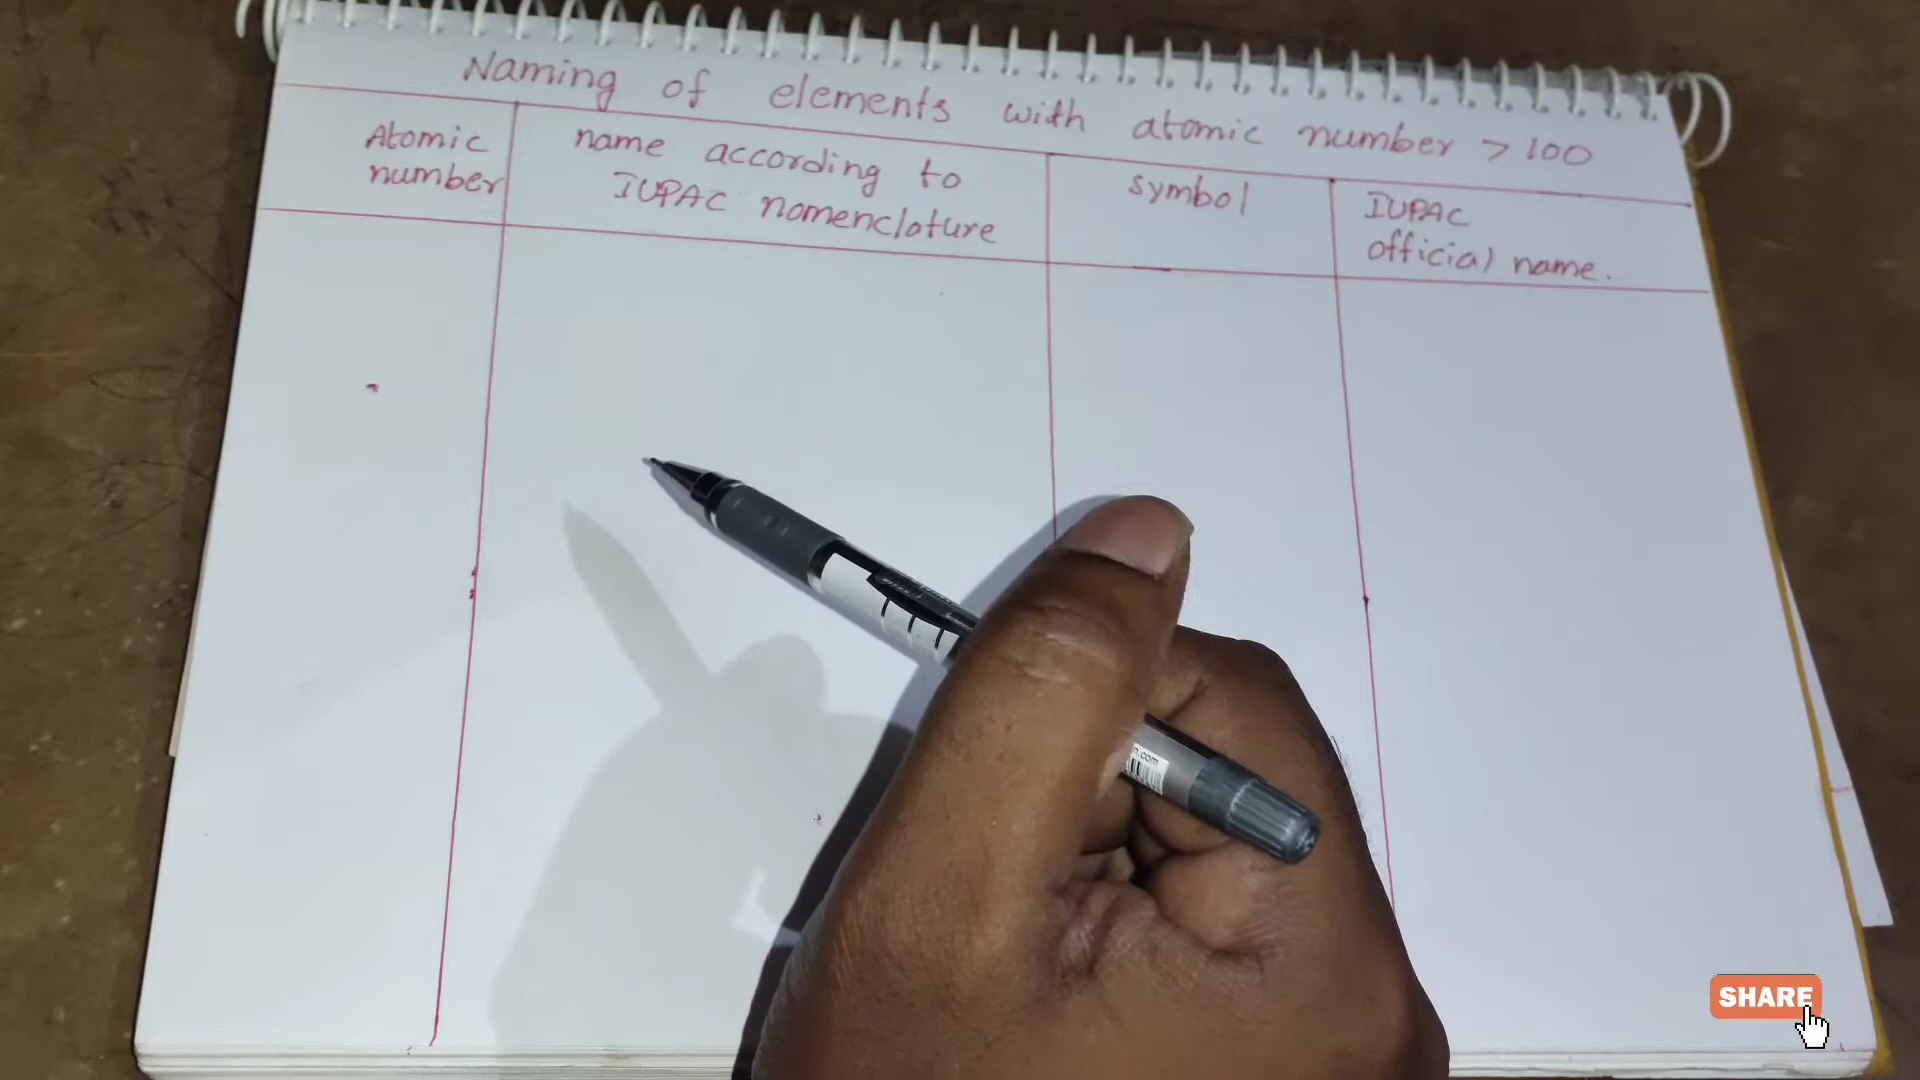 Naming of elements with atomic number > 100
Atomic
number
name according to
IUPAC nomenclature
symbol
IUPAC
official name.
n.com
SHARE